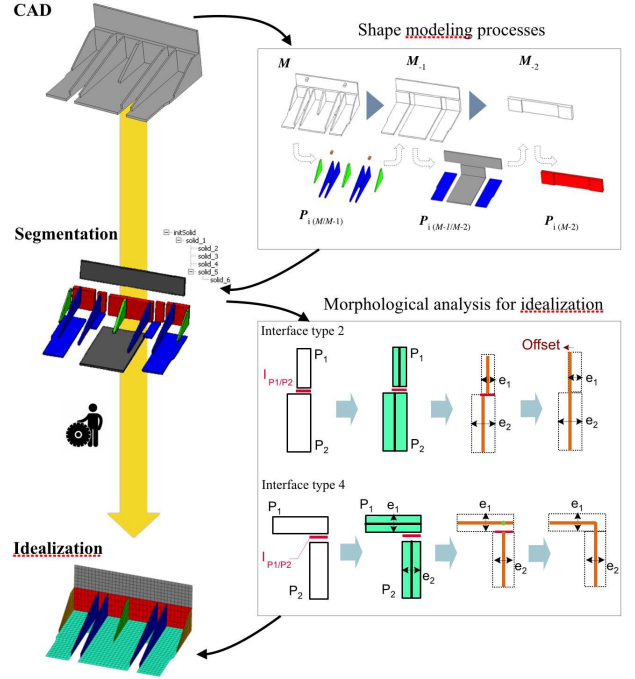 CAD
Shape modeling processes
M
M-1
M-2
Pi (M/M-1)
Pi (M-1/M-2)
Pi (M-2)
Segmentation
initSolid
solid_1
solid_2
solid_3
solid_4
solid_5
solid_6
Morphological analysis for idealization
Interface type 2
P1
I P1/P2
P2
P1
P2
e1
e2
Offset
e1
e2
Interface type 4
P1
I P1/P2
P2
P1
e1
e2
P2
e1
e2
e1
e2
Idealization